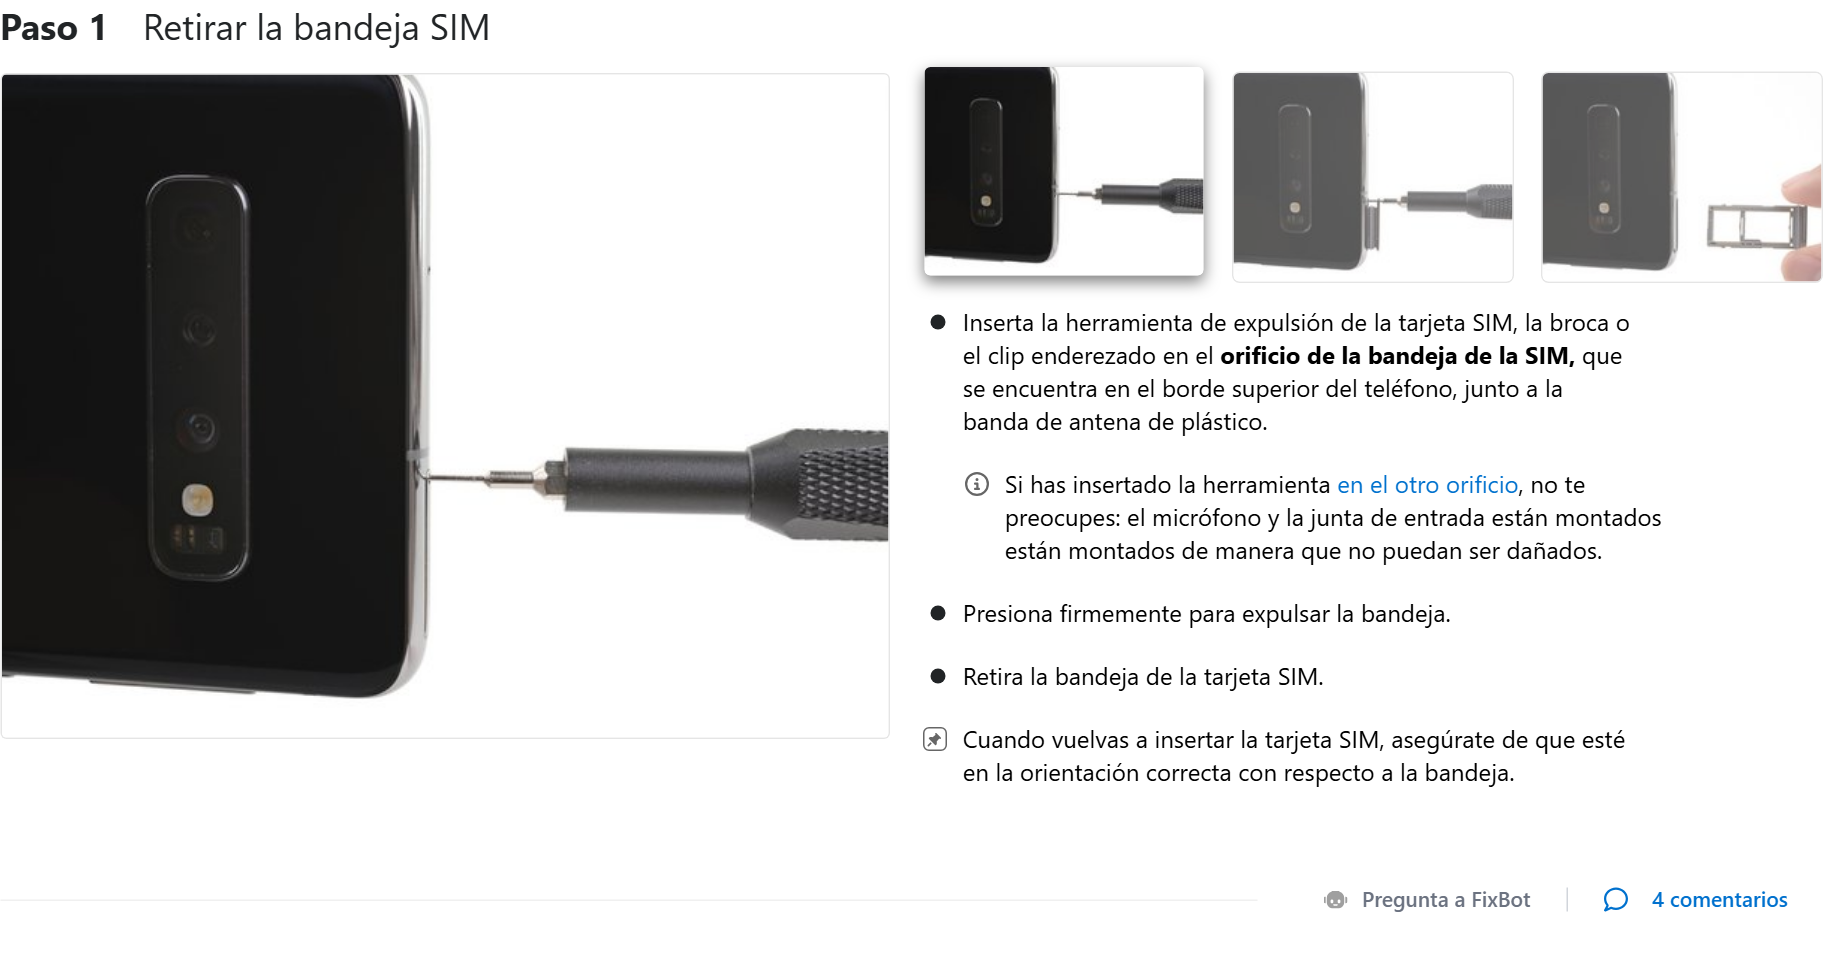 Paso 1 Retirar la bandeja SIM
Inserta la herramienta de expulsión de la tarjeta SIM, la broca o
el clip enderezado en el orificio de la bandeja de la SIM, que
se encuentra en el borde superior del teléfono, junto a la
banda de antena de plástico.
Si has insertado la herramienta en el otro orificio, no te
preocupes: el micrófono y la junta de entrada están montados
están montados de manera que no puedan ser dañados.
Presiona firmemente para expulsar la bandeja.
Retira la bandeja de la tarjeta SIM.
Cuando vuelvas a insertar la tarjeta SIM, asegúrate de que esté
en la orientación correcta con respecto a la bandeja.
Pregunta a FixBot
4 comentarios